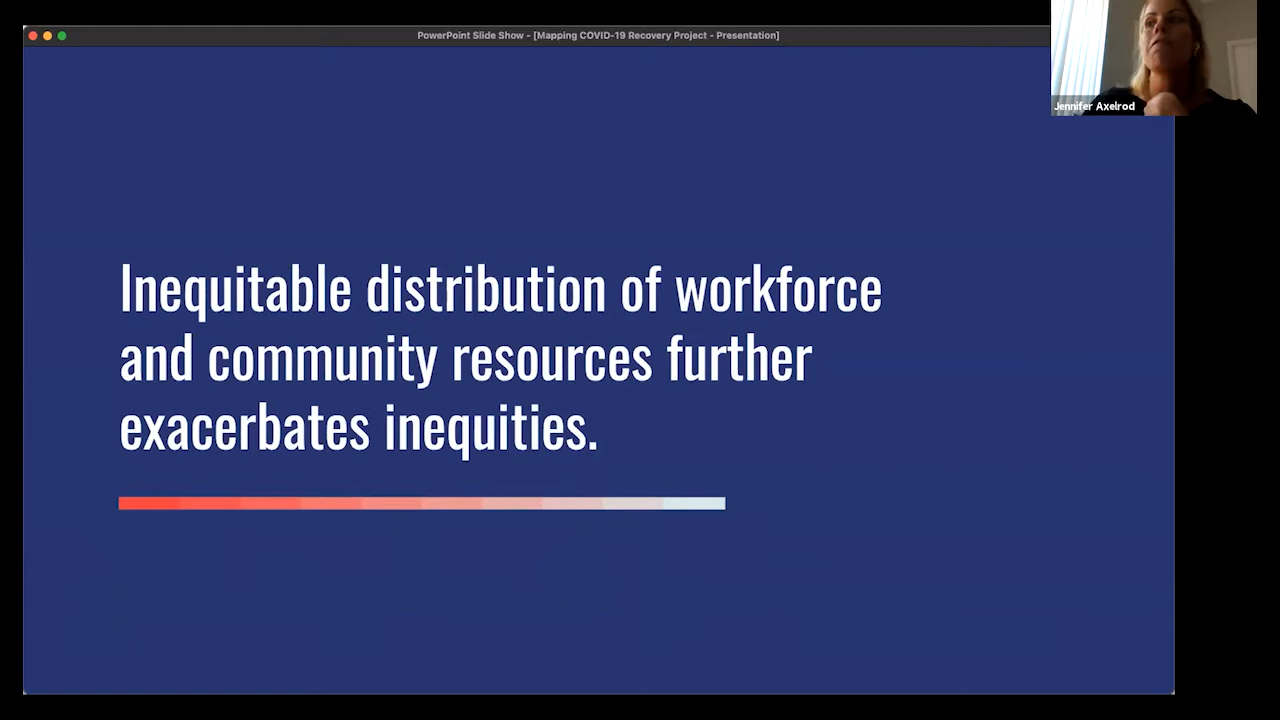 PowerPoint Slide Show - [Mapping COVID-19 Recovery Project - Presentation]
Jennifer Axelrod
Inequitable distribution of workforce
and community resources further
exacerbates inequities.